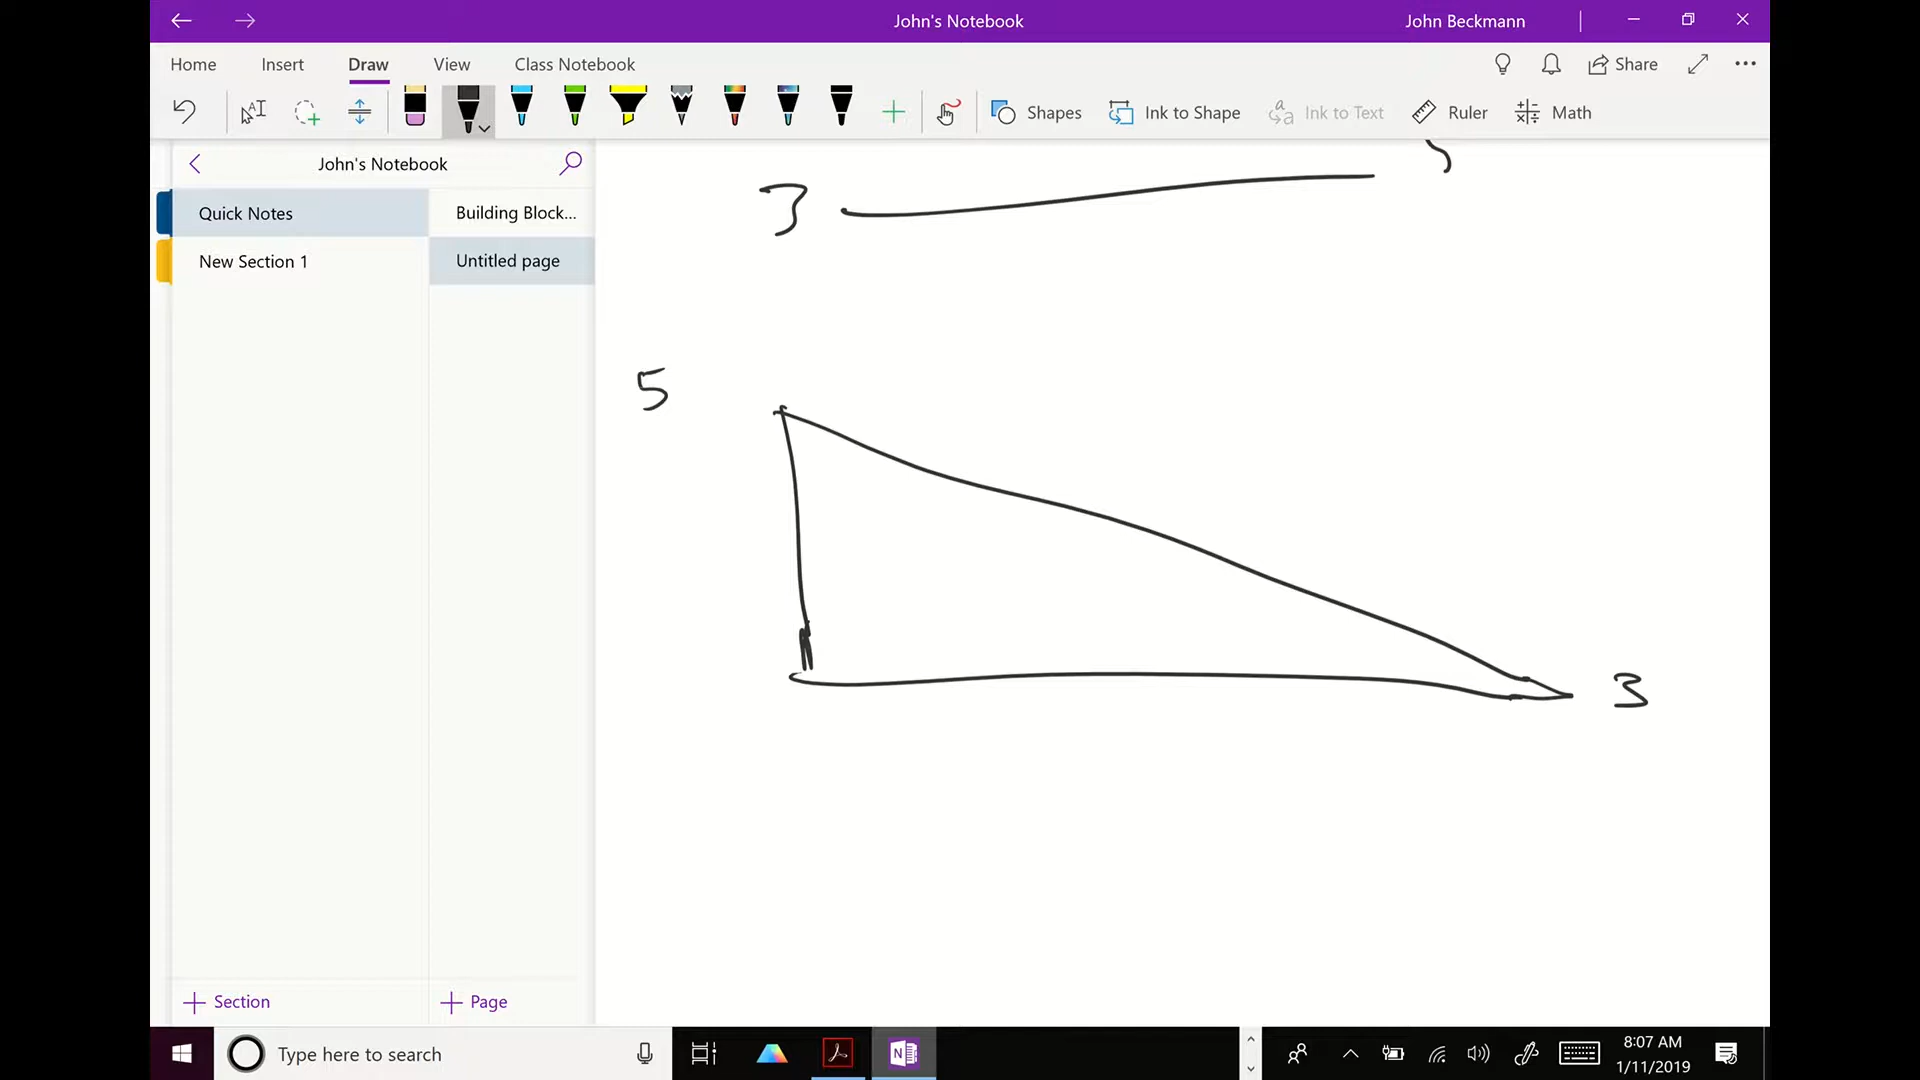 John's Notebook
John Beckmann
Home Insert Draw View Class Notebook
Share
Shapes Ink to Shape Ink to Text Ruler Math
John's Notebook
Quick Notes
Building Block...
New Section 1
Untitled page
3
5
3
Section
Page
Type here to search
8:07 AM
1/11/2019